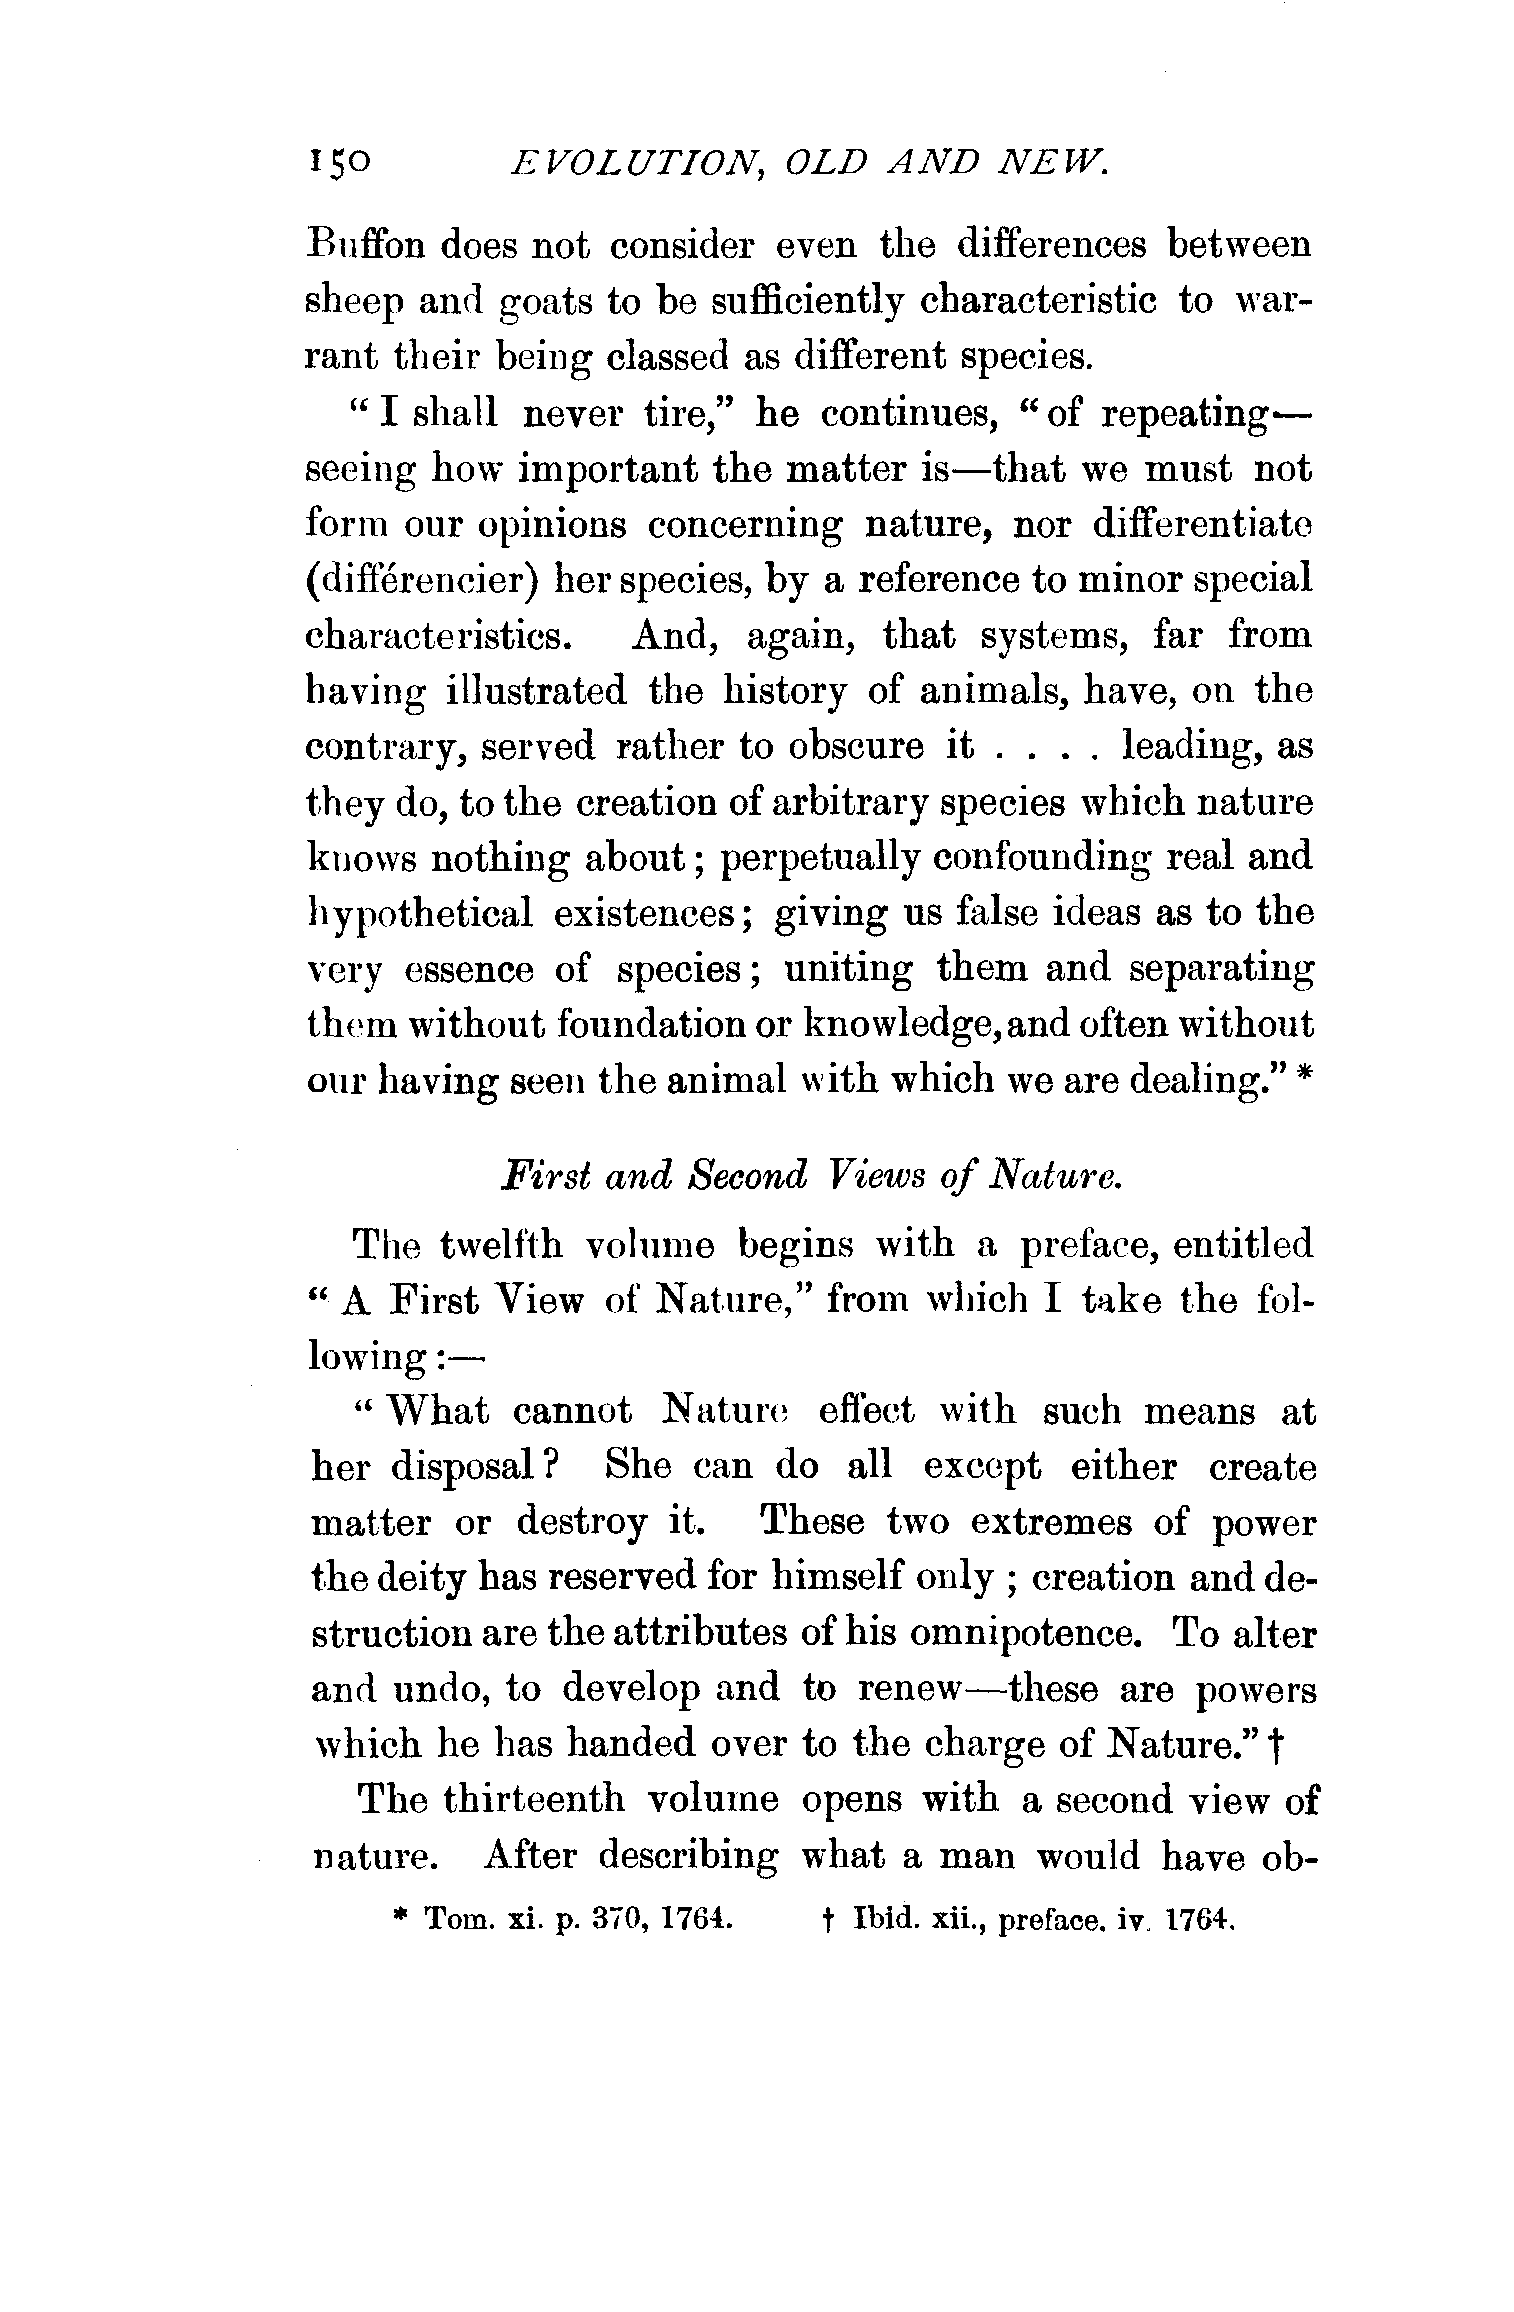 150 EVOLUTION, OLD AND NEW.
Buffon does not consider even the differences between
sheep and goats to be sufficiently characteristic to war-
rant their being classed as different species.
“ I shall never tire,” he continues, “ of repeating—
seeing how important the matter is—that we must not
form our opinions concerning nature, nor differentiate
(différencier) her species, by a reference to minor special
characteristics. And, again, that systems, far from
having illustrated the history of animals, have, on the
contrary, served rather to obscure it . . . . leading, as
they do, to the creation of arbitrary species which nature
knows nothing about ; perpetually confounding real and
hypothetical existences ; giving us false ideas as to the
very essence of species ; uniting them and separating
them without foundation or knowledge, and often without
our having seen the animal with which we are dealing.” *
First and Second Views of Nature.
The twelfth volume begins with a preface, entitled
“ A First View of Nature,” from which I take the fol-
lowing :—
“ What cannot Nature effect with such means at
her disposal ? She can do all except either create
matter or destroy it. These two extremes of power
the deity has reserved for himself only ; creation and de-
struction are the attributes of his omnipotence. To alter
and undo, to develop and to renew—these are powers
which he has handed over to the charge of Nature.” †
The thirteenth volume opens with a second view of
nature. After describing what a man would have ob-
* Tom. xi. p. 370, 1764. † Ibid. xii., preface. iv. 1764.